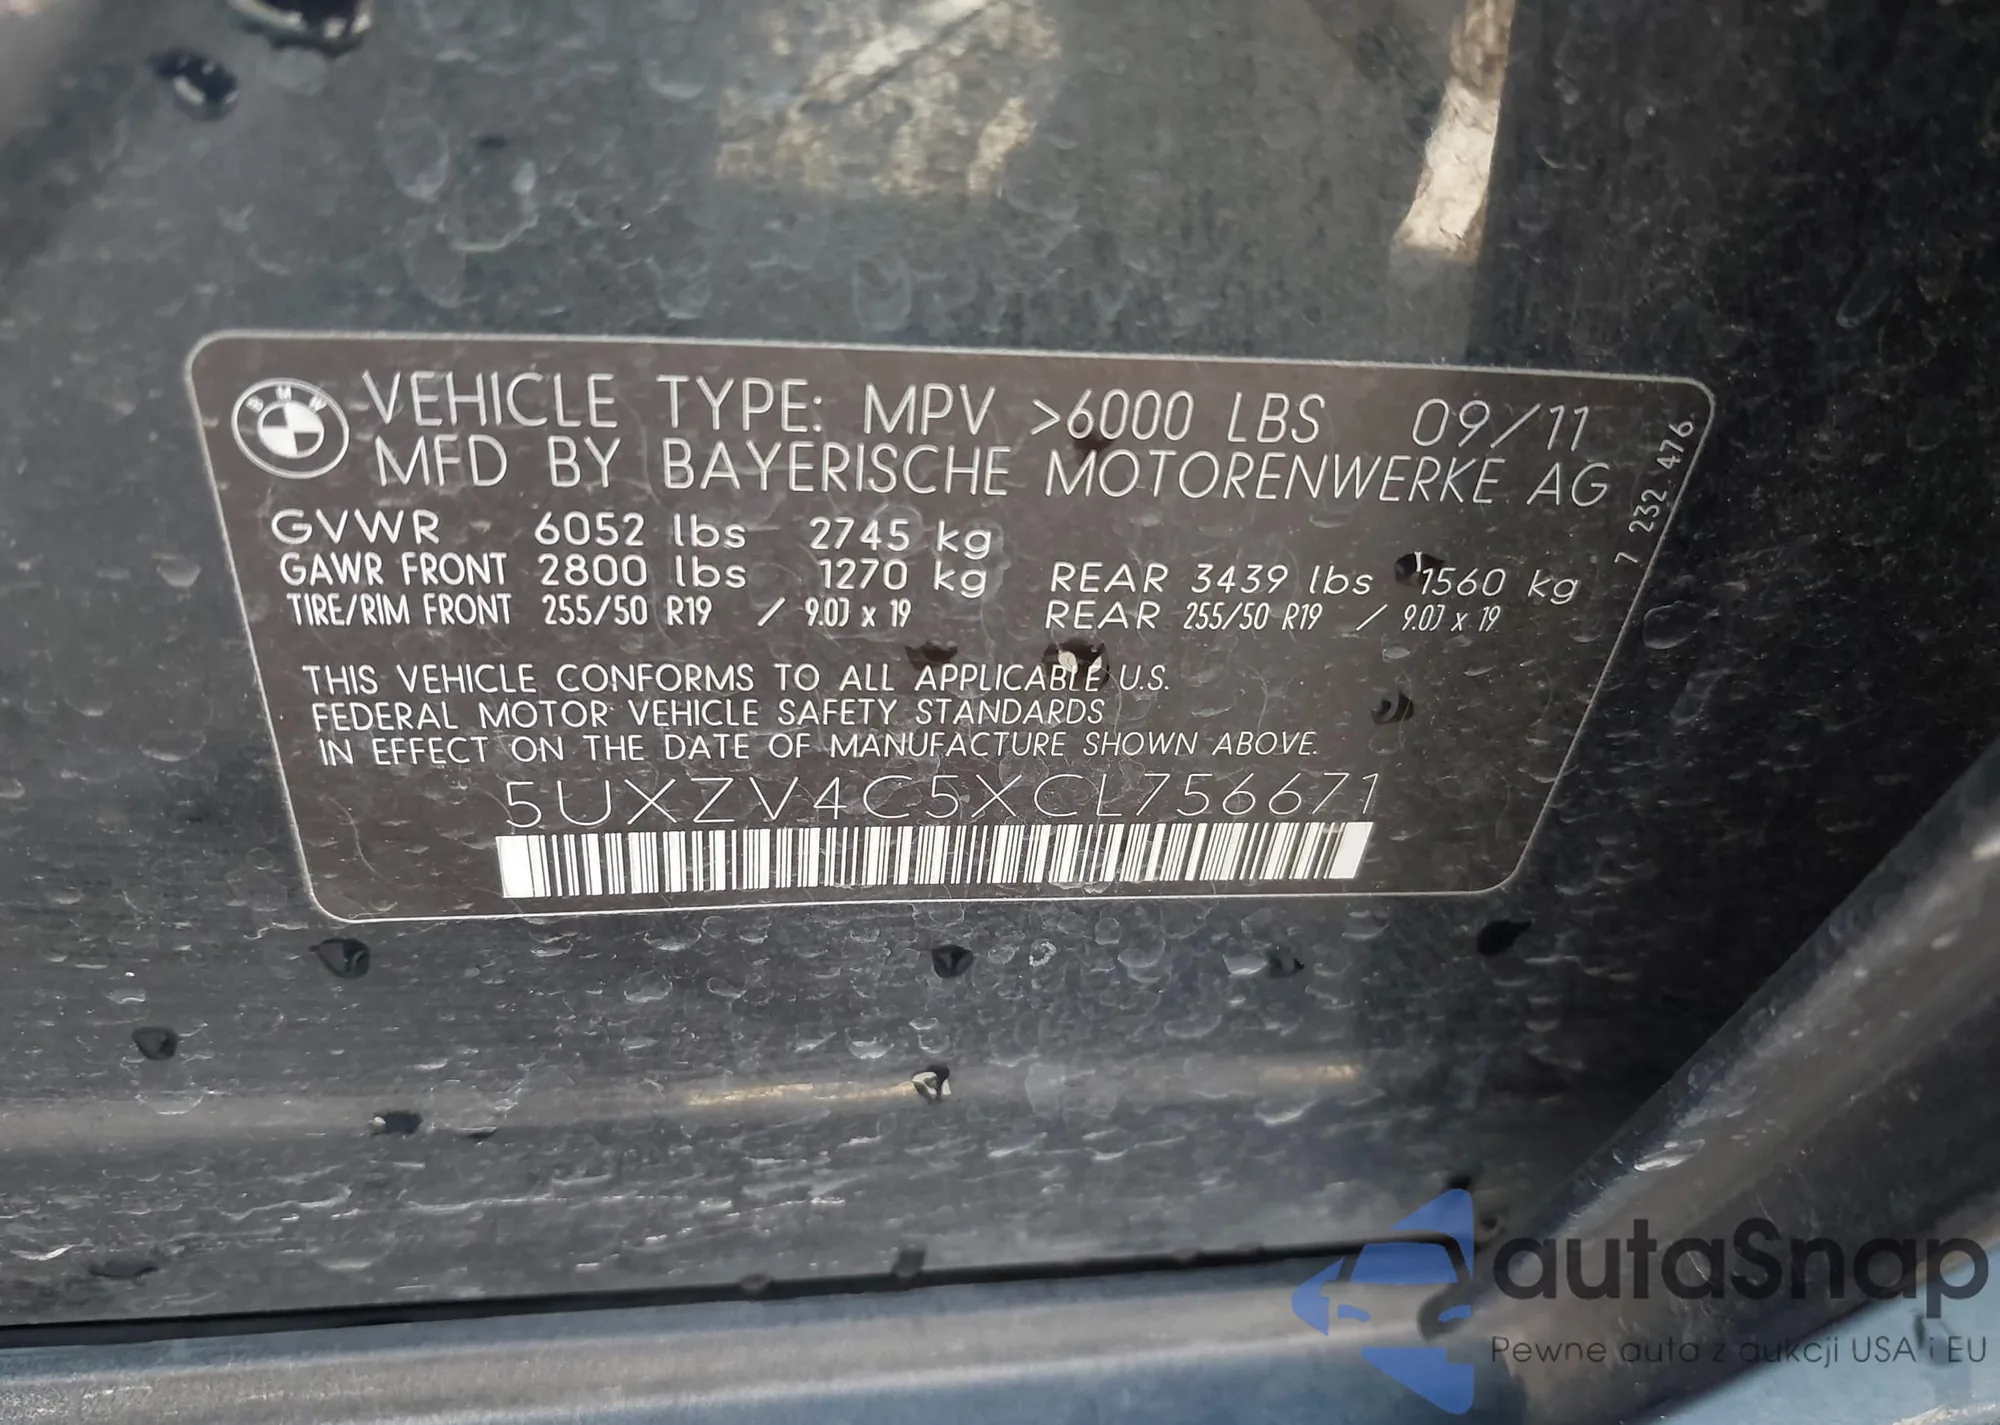 BMW
VEHICLE TYPE: MPV >6000 LBS 09/11
MFD BY BAYERISCHE MOTORENWERKE AG
GVWR 6052 lbs 2745 kg
GAWR FRONT 2800 lbs 1270 kg REAR 3439 lbs 1560 kg
TIRE/RIM FRONT 255/50 R19 / 9.0J x 19 REAR 255/50 R19 / 9.0J x 19
7 232 476
THIS VEHICLE CONFORMS TO ALL APPLICABLE U.S.
FEDERAL MOTOR VEHICLE SAFETY STANDARDS
IN EFFECT ON THE DATE OF MANUFACTURE SHOWN ABOVE.
5UXZV4C5XCL756671
autaSnap
Pewne auta z aukcji USA i EU